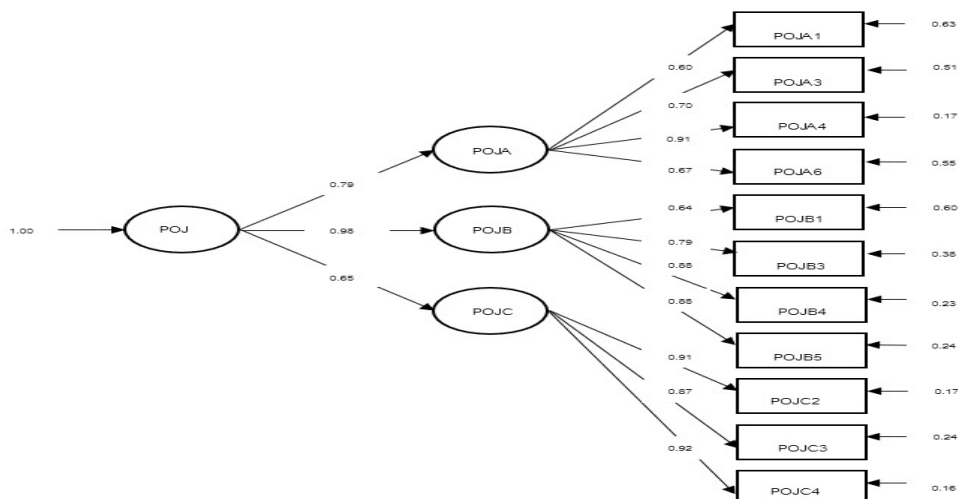 POJA1
0.63
0.60
POJA3
0.51
0.70
POJA4
0.17
0.91
POJA
POJA6
0.55
0.67
0.79
POJB1
0.60
0.64
1.00
POJ
0.98
POJB
0.79
POJB3
0.38
0.88
0.65
POJB4
0.23
0.88
POJC
POJB5
0.24
0.91
POJC2
0.17
0.87
POJC3
0.24
0.92
POJC4
0.16